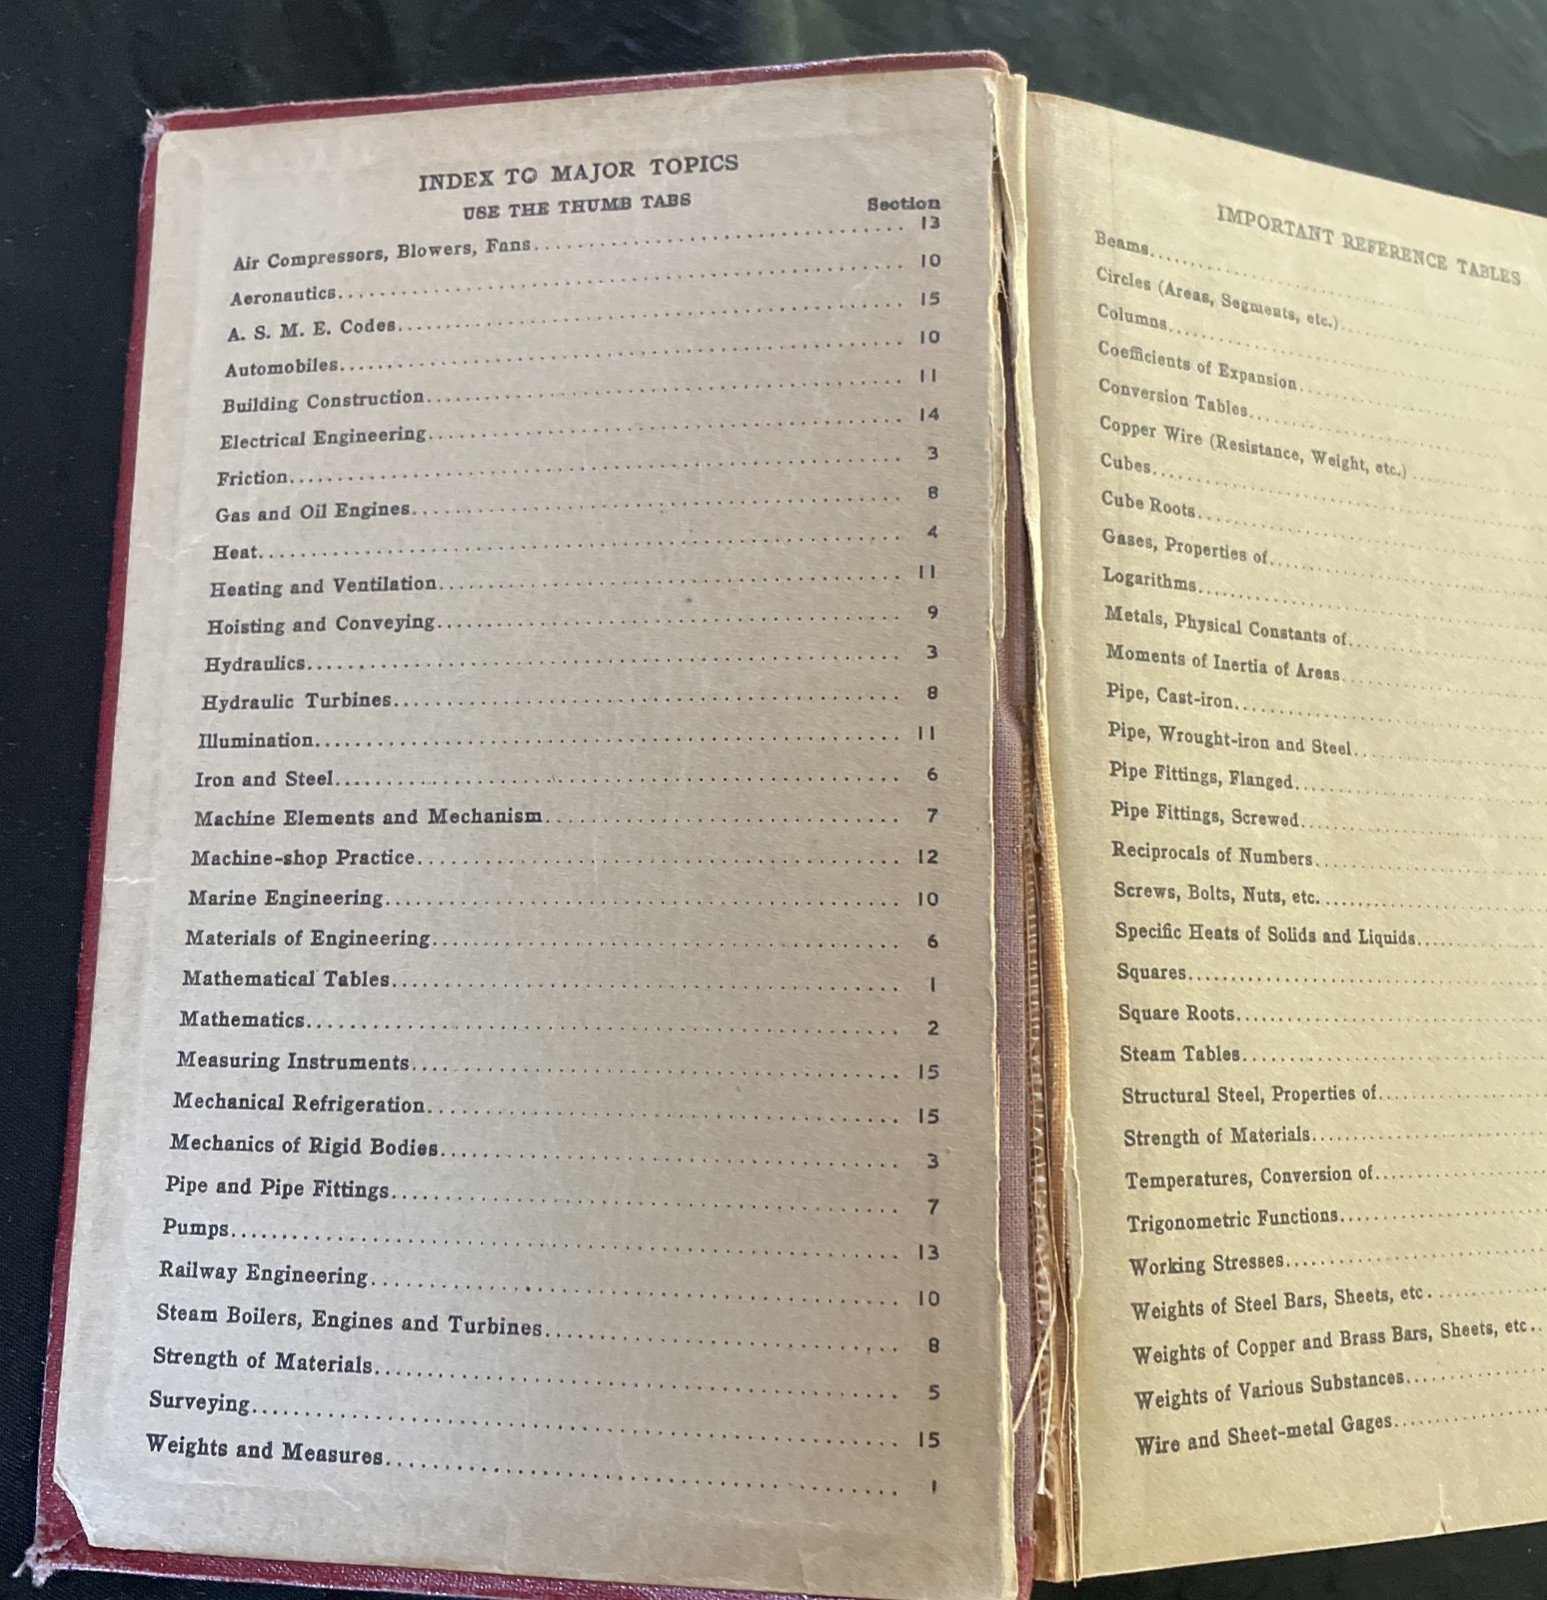 INDEX TO MAJOR TOPICS
USE THE THUMB TABS
Section
Air Compressors, Blowers, Fans 13
Aeronautics 10
A. S. M. E. Codes 15
Automobiles 10
Building Construction 11
Electrical Engineering 14
Friction 3
Gas and Oil Engines 8
Heat 4
Heating and Ventilation 11
Hoisting and Conveying 9
Hydraulics 3
Hydraulic Turbines 8
Illumination 11
Iron and Steel 6
Machine Elements and Mechanism 7
Machine-shop Practice 12
Marine Engineering 10
Materials of Engineering 6
Mathematical Tables 1
Mathematics 2
Measuring Instruments 15
Mechanical Refrigeration 15
Mechanics of Rigid Bodies 3
Pipe and Pipe Fittings 7
Pumps 13
Railway Engineering 10
Steam Boilers, Engines and Turbines 8
Strength of Materials 5
Surveying 15
Weights and Measures 1
IMPORTANT REFERENCE TABLES
Beams
Circles (Areas, Segments, etc.)
Columns
Coefficients of Expansion
Conversion Tables
Copper Wire (Resistance, Weight, etc.)
Cubes
Cube Roots
Gases, Properties of
Logarithms
Metals, Physical Constants of
Moments of Inertia of Areas
Pipe, Cast-iron
Pipe, Wrought-iron and Steel
Pipe Fittings, Flanged
Pipe Fittings, Screwed
Reciprocals of Numbers
Screws, Bolts, Nuts, etc.
Specific Heats of Solids and Liquids
Squares
Square Roots
Steam Tables
Structural Steel, Properties of
Strength of Materials
Temperatures, Conversion of
Trigonometric Functions
Working Stresses
Weights of Steel Bars, Sheets, etc.
Weights of Copper and Brass Bars, Sheets, etc.
Weights of Various Substances
Wire and Sheet-metal Gages